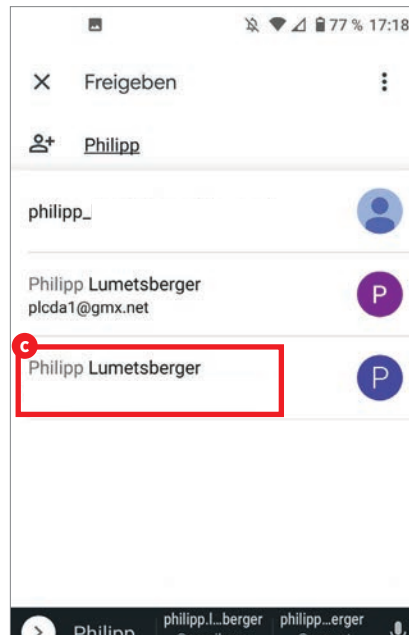 77 % 17:18
Freigeben
Philipp
philipp_
Philipp Lumetsberger
plcda1@gmx.net
P
C
Philipp Lumetsberger
P
Philipp philipp.l...berger philipp...erger